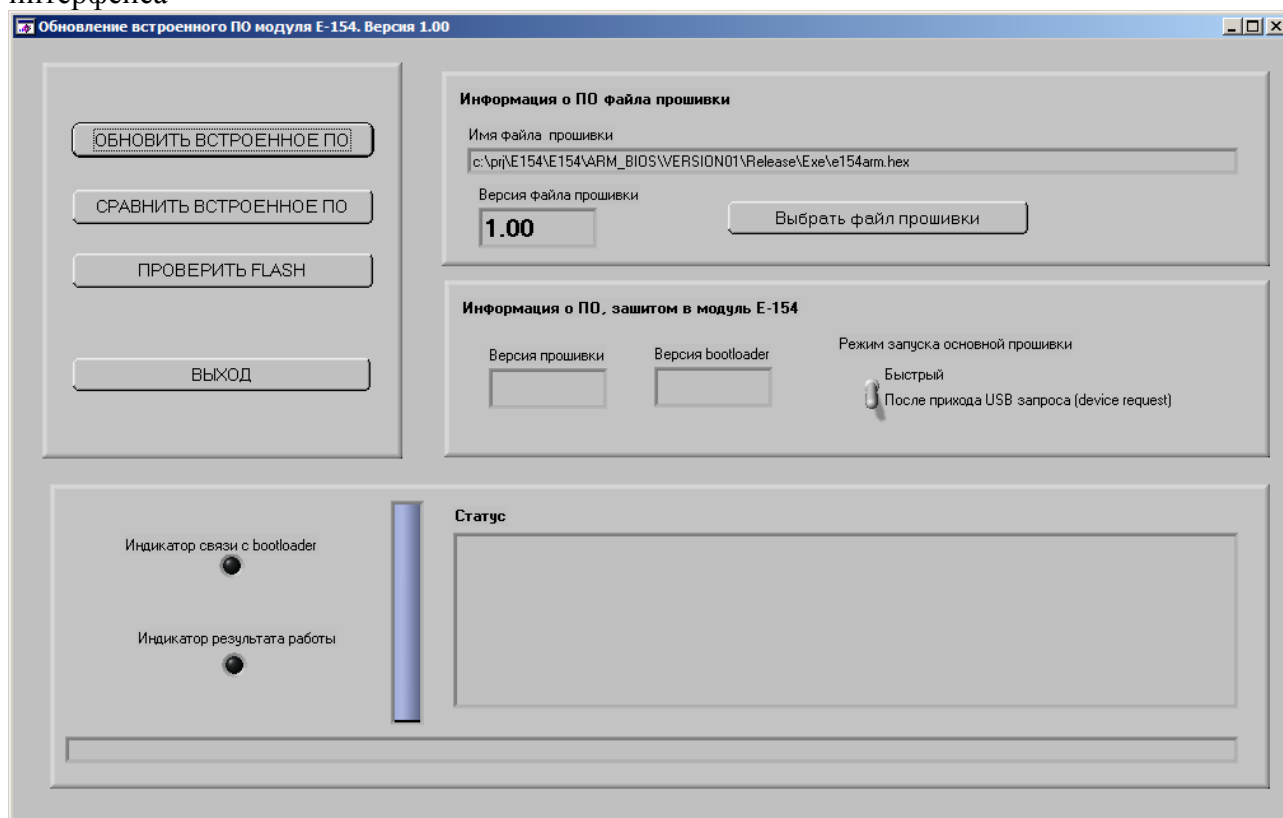 интерфейса
Обновление встроенного ПО модуля E-154. Версия 1.00
ОБНОВИТЬ ВСТРОЕННОЕ ПО
СРАВНИТЬ ВСТРОЕННОЕ ПО
ПРОВЕРИТЬ FLASH
ВЫХОД
Информация о ПО файла прошивки
Имя файла прошивки
c:\prj\E154\E154\ARM_BIOS\VERSION01\Release\Exe\e154arm.hex
Версия файла прошивки
1.00
Выбрать файл прошивки
Информация о ПО, зашитом в модуль E-154
Версия прошивки
Версия bootloader
Режим запуска основной прошивки
Быстрый
После прихода USB запроса (device request)
Индикатор связи с bootloader
Индикатор результата работы
Статус